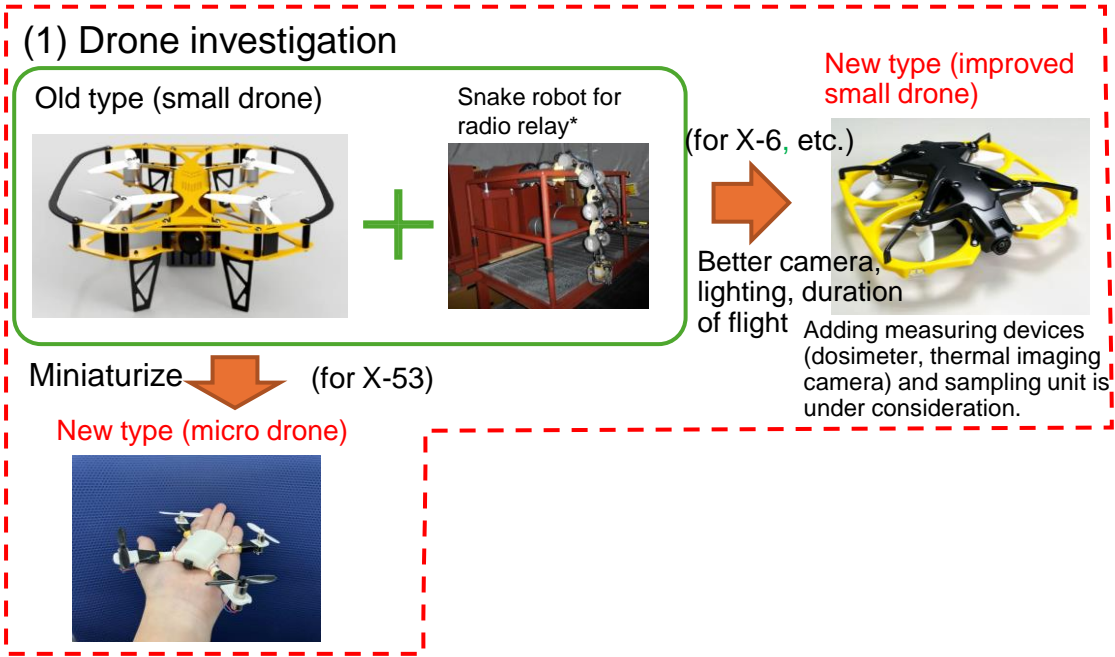 (1) Drone investigation
Old type (small drone)
Snake robot for
radio relay*
(for X-6, etc.)
New type (improved
small drone)
Better camera,
lighting, duration
of flight
Adding measuring devices
(dosimeter, thermal imaging
camera) and sampling unit is
under consideration.
Miniaturize
(for X-53)
New type (micro drone)